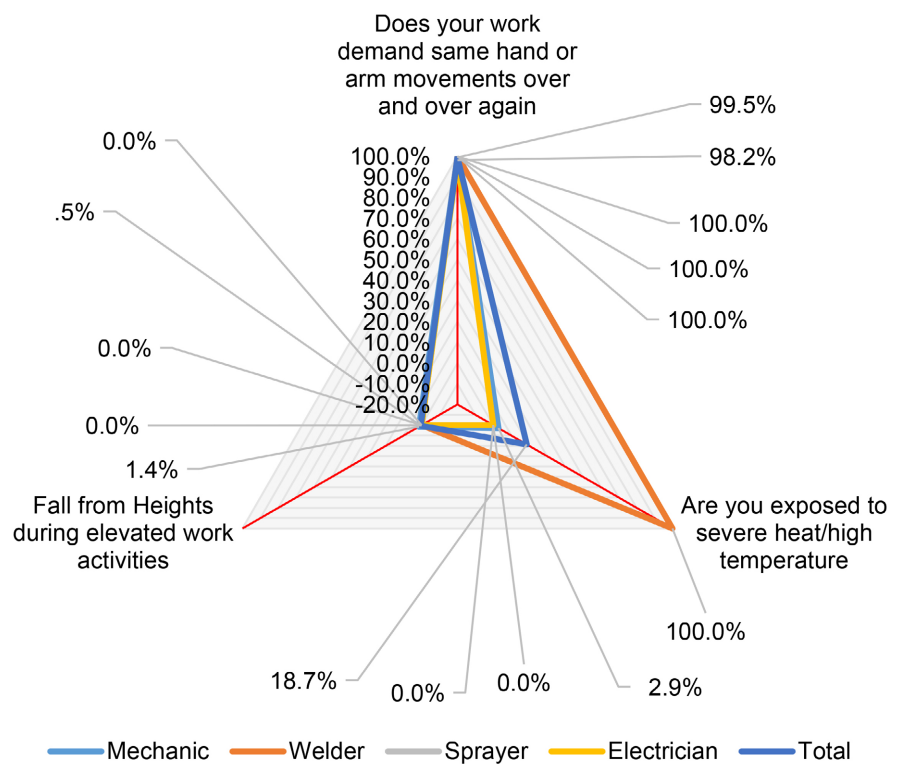 Does your work
demand same hand or
arm movements over
and over again
99.5%
98.2%
100.0%
100.0%
100.0%
0.0%
.5%
0.0%
0.0%
1.4%
100.0%
90.0%
80.0%
70.0%
60.0%
50.0%
40.0%
30.0%
20.0%
10.0%
0.0%
-10.0%
-20.0%
Fall from Heights
during elevated work
activities
Are you exposed to
severe heat/high
temperature
100.0%
18.7%
0.0%
0.0%
2.9%
Mechanic Welder Sprayer Electrician Total